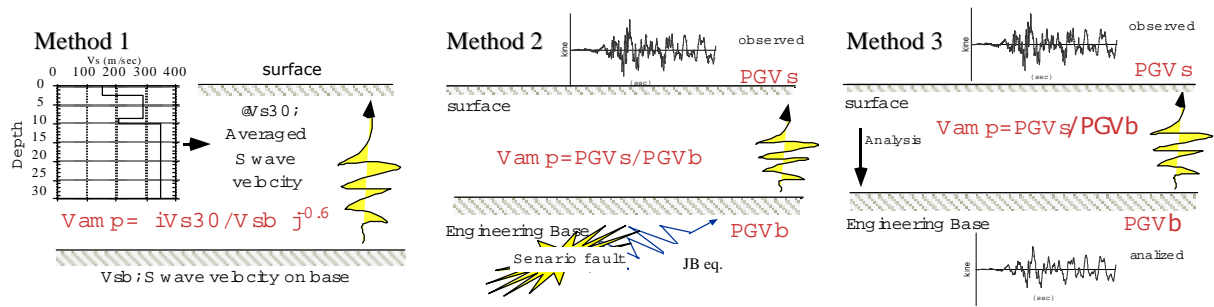 Method 1
Vs (m/sec)
0 100 200 300 400
Depth
0
5
10
15
20
25
30
surface
@Vs30;
Averaged
S wave
velocity
Vamp= iVs30/Vsb j^-0.6
Vsb;S wave velocity on base
Method 2
kine
(sec)
observed
PGVs
surface
Vamp=PGVs/PGVb
Engineering Base
PGVb
Senario fault
JB eq.
Method 3
kine
(sec)
observed
PGVs
surface
Analysis
Vamp=PGVs/PGVb
Engineering Base
PGVb
kine
(sec)
analized